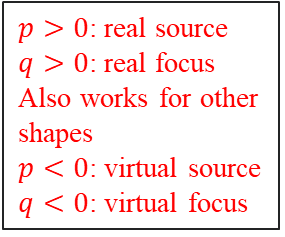 p > 0: real source
q > 0: real focus
Also works for other
shapes
p < 0: virtual source
q < 0: virtual focus